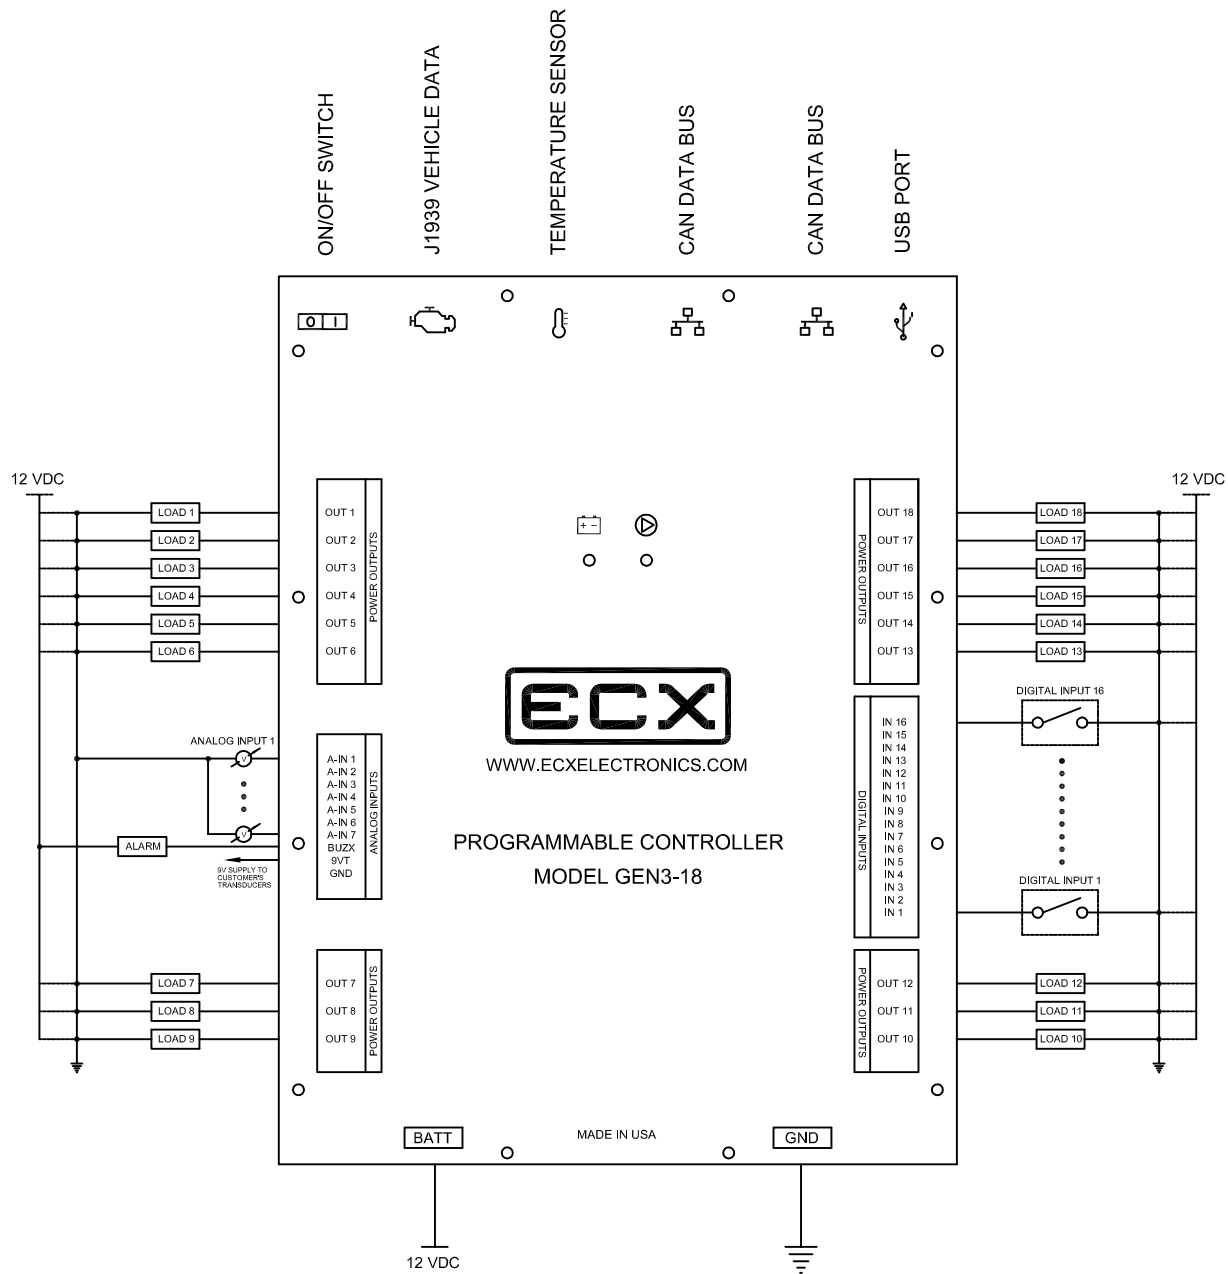 ON/OFF SWITCH
J1939 VEHICLE DATA
TEMPERATURE SENSOR
CAN DATA BUS
CAN DATA BUS
USB PORT
0 I
12 VDC
LOAD 1
LOAD 2
LOAD 3
LOAD 4
LOAD 5
LOAD 6
OUT 1
OUT 2
OUT 3
OUT 4
OUT 5
OUT 6
POWER OUTPUTS
ANALOG INPUT 1
V
V
ALARM
9V SUPPLY TO
CUSTOMER'S
TRANSDUCERS
A-IN 1
A-IN 2
A-IN 3
A-IN 4
A-IN 5
A-IN 6
A-IN 7
BUZX
9VT
GND
ANALOG INPUTS
LOAD 7
LOAD 8
LOAD 9
OUT 7
OUT 8
OUT 9
POWER OUTPUTS
+ -
ECX
WWW.ECXELECTRONICS.COM
PROGRAMMABLE CONTROLLER
MODEL GEN3-18
12 VDC
POWER OUTPUTS
OUT 18
OUT 17
OUT 16
OUT 15
OUT 14
OUT 13
LOAD 18
LOAD 17
LOAD 16
LOAD 15
LOAD 14
LOAD 13
DIGITAL INPUTS
IN 16
IN 15
IN 14
IN 13
IN 12
IN 11
IN 10
IN 9
IN 8
IN 7
IN 6
IN 5
IN 4
IN 3
IN 2
IN 1
DIGITAL INPUT 16
DIGITAL INPUT 1
POWER OUTPUTS
OUT 12
OUT 11
OUT 10
LOAD 12
LOAD 11
LOAD 10
BATT
MADE IN USA
GND
12 VDC